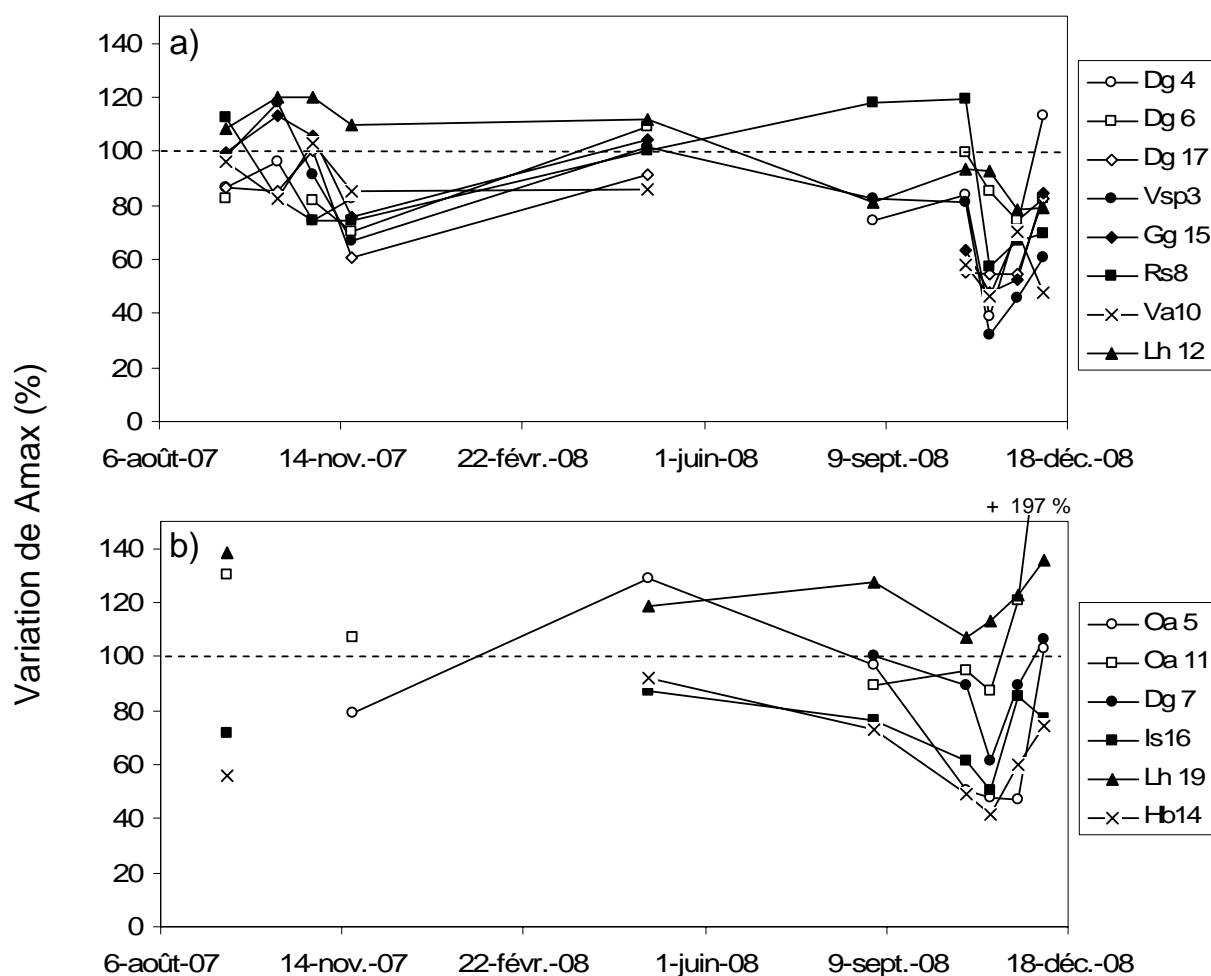 Variation de Amax (%)
a)
140
120
100
80
60
40
20
0
6-août-07
14-nov.-07
22-févr.-08
1-juin-08
9-sept.-08
18-déc.-08
Dg 4
Dg 6
Dg 17
Vsp3
Gg 15
Rs8
Va10
Lh 12
+ 197 %
b)
140
120
100
80
60
40
20
0
6-août-07
14-nov.-07
22-févr.-08
1-juin-08
9-sept.-08
18-déc.-08
Oa 5
Oa 11
Dg 7
Is16
Lh 19
Hb14